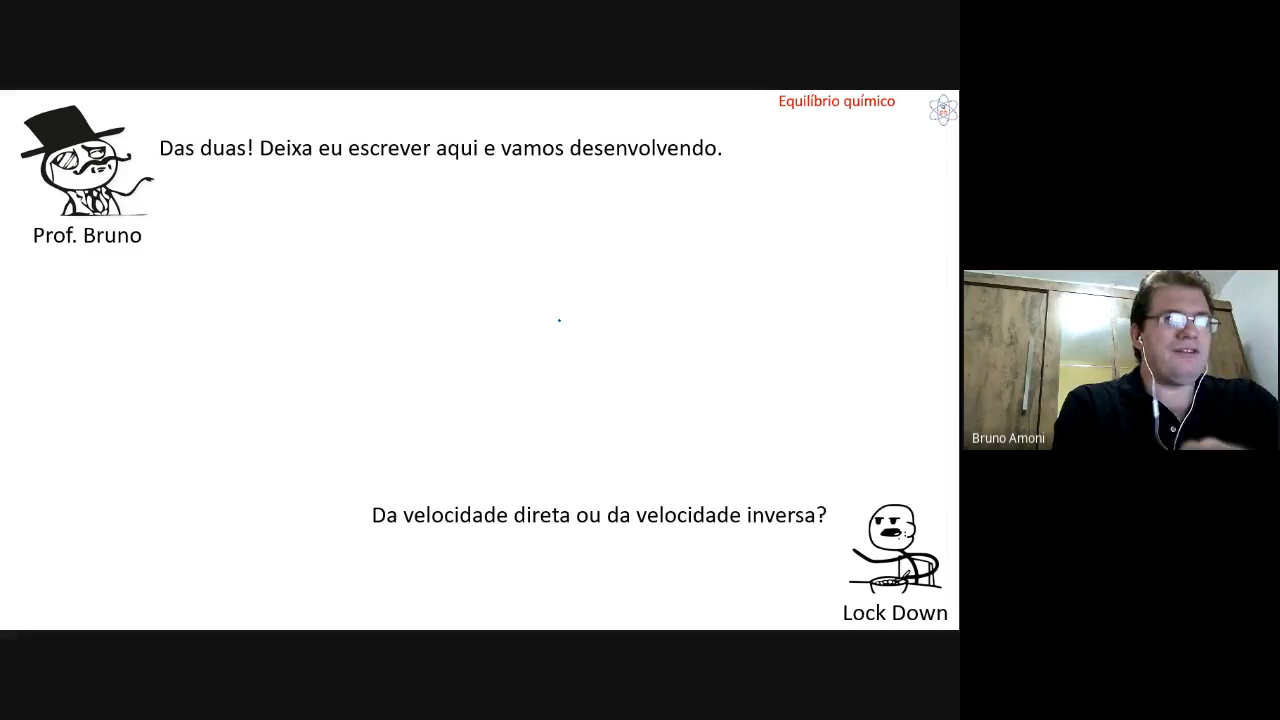 Equilíbrio químico
Das duas! Deixa eu escrever aqui e vamos desenvolvendo.
Prof. Bruno
Bruno Amoni
Da velocidade direta ou da velocidade inversa?
Lock Down